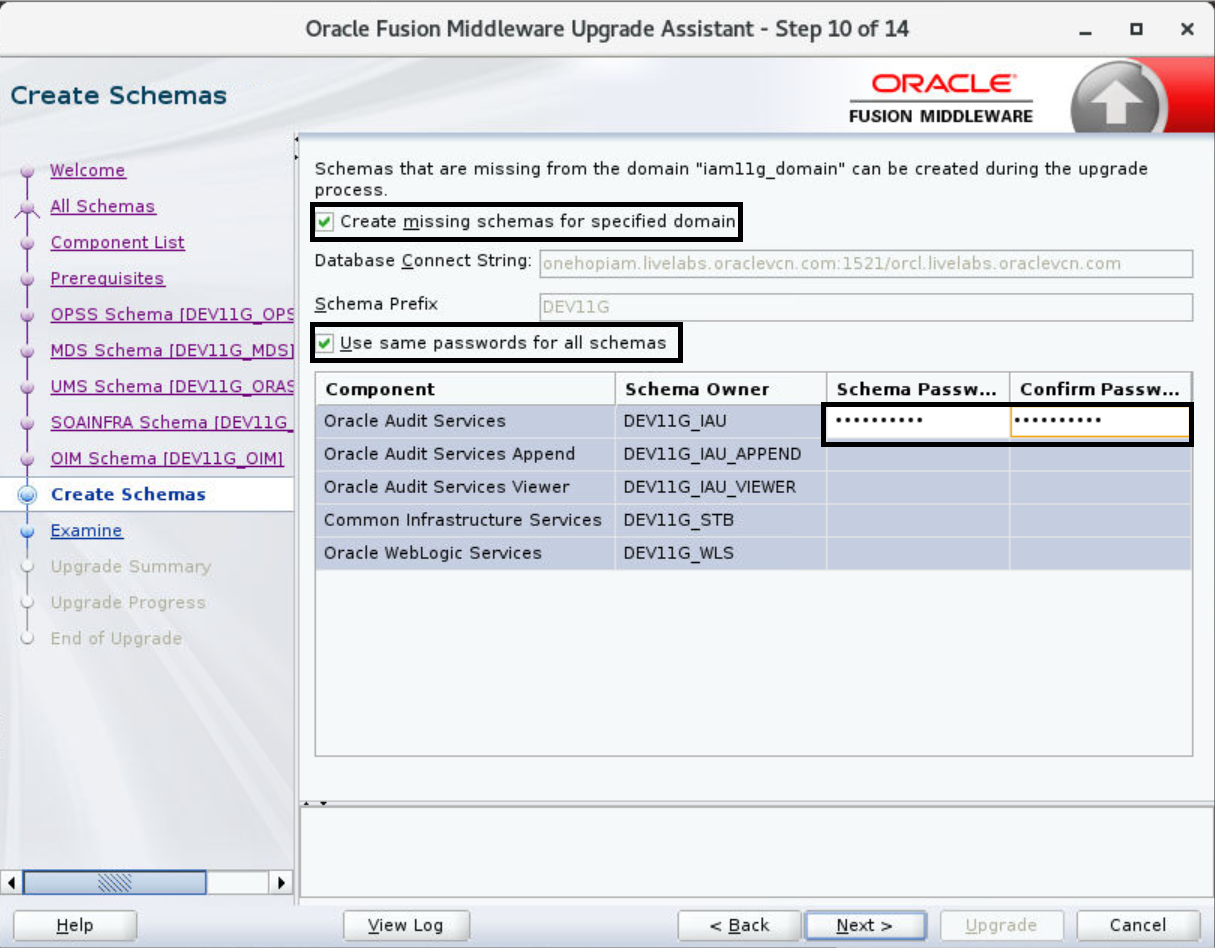 Oracle Fusion Middleware Upgrade Assistant - Step 10 of 14
Create Schemas
ORACLE
FUSION MIDDLEWARE
Welcome
All Schemas
Component List
Prerequisites
OPSS Schema [DEV11G_OPS
MDS Schema [DEV11G_MDS]
UMS Schema [DEV11G_ORAS
SOAINFRA Schema [DEV11G_
OIM Schema [DEV11G_OIM]
Create Schemas
Examine
Upgrade Summary
Upgrade Progress
End of Upgrade
Schemas that are missing from the domain "iam11g_domain" can be created during the upgrade
process.
Create missing schemas for specified domain
Database Connect String: onehopiam.livelabs.oraclevcn.com:1521/orcl.livelabs.oraclevcn.com
Schema Prefix DEV11G
Use same passwords for all schemas
Component Schema Owner Schema Passw... Confirm Passw...
Oracle Audit Services DEV11G_IAU •••••••••• ••••••••••
Oracle Audit Services Append DEV11G_IAU_APPEND
Oracle Audit Services Viewer DEV11G_IAU_VIEWER
Common Infrastructure Services DEV11G_STB
Oracle WebLogic Services DEV11G_WLS
Help View Log < Back Next > Upgrade Cancel